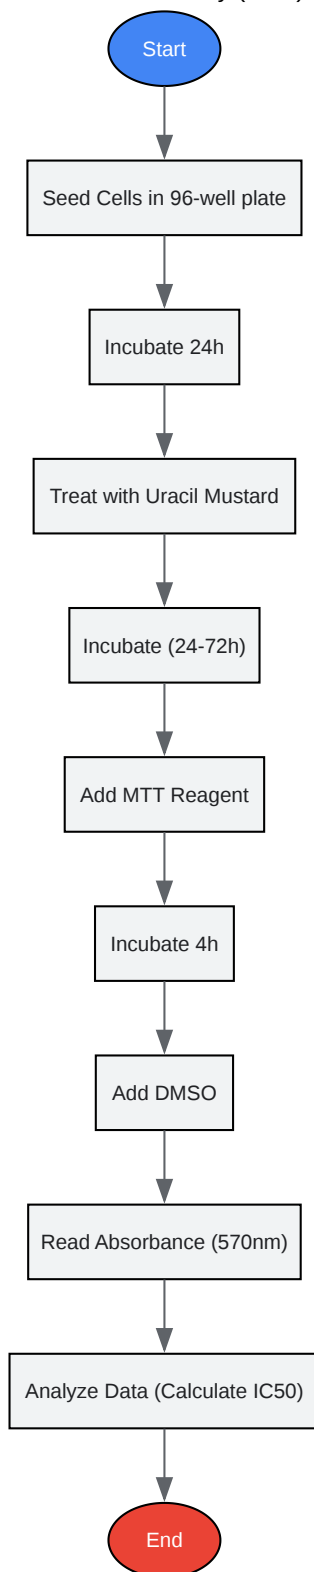 Start
Seed Cells in 96-well plate
Incubate 24h
Treat with Uracil Mustard
Incubate (24-72h)
Add MTT Reagent
Incubate 4h
Add DMSO
Read Absorbance (570nm)
Analyze Data (Calculate IC50)
End